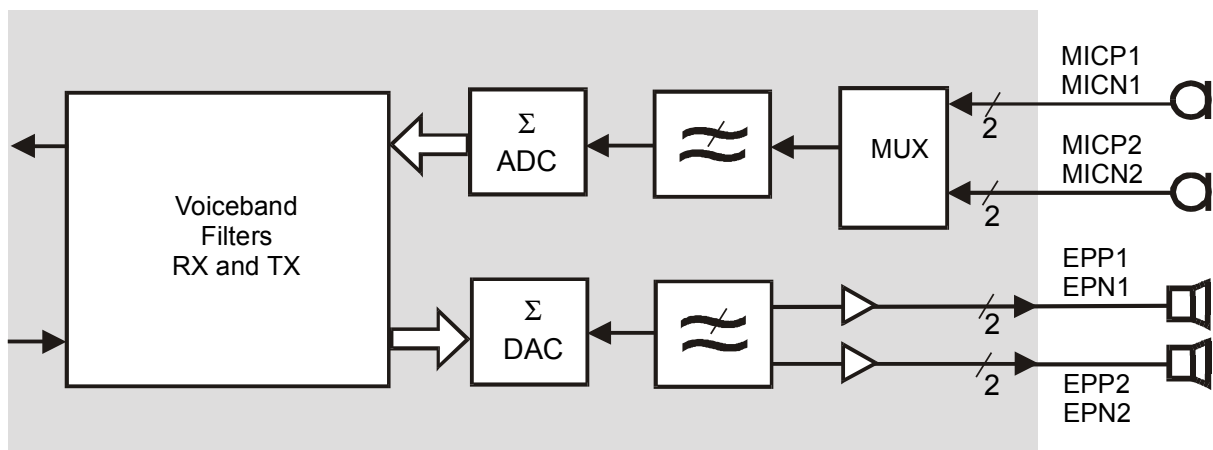 MICP1
MICN1
2
Σ
ADC
MUX
MICP2
MICN2
2
Voiceband
Filters
RX and TX
EPP1
EPN1
2
Σ
DAC
2
EPP2
EPN2